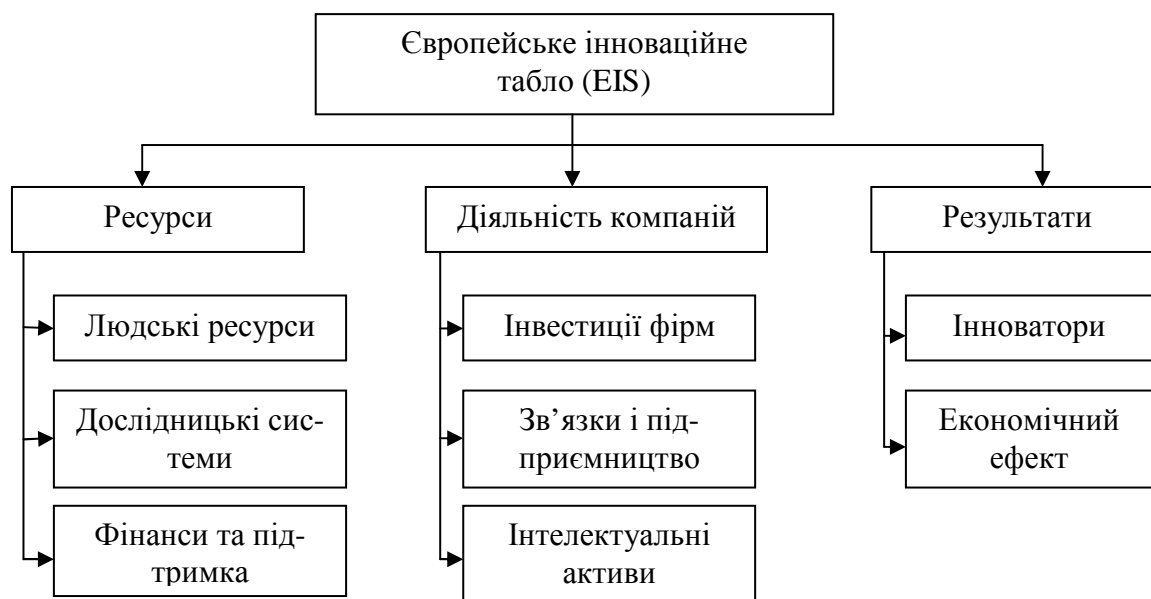 Європейське інноваційне
табло (EIS)
Ресурси
Діяльність компаній
Результати
Людські ресурси
Інвестиції фірм
Інноватори
Дослідницькі сис-
теми
Зв’язки і під-
приємництво
Економічний
ефект
Фінанси та під-
тримка
Інтелектуальні
активи